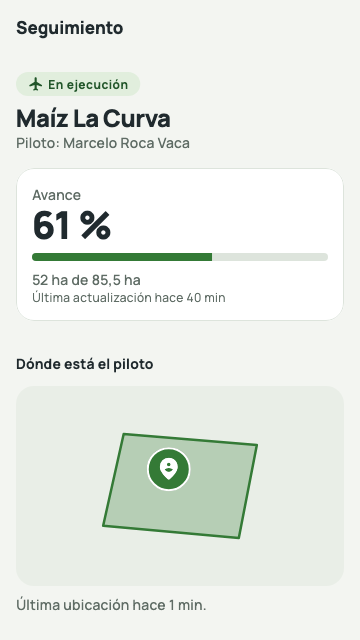 Seguimiento
En ejecución
Maíz La Curva
Piloto: Marcelo Roca Vaca
Avance
61 %
52 ha de 85,5 ha
Última actualización hace 40 min
Dónde está el piloto
Última ubicación hace 1 min.